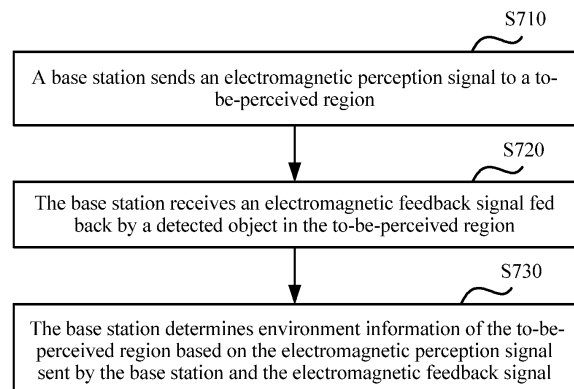 S710
A base station sends an electromagnetic perception signal to a to-
be-perceived region
S720
The base station receives an electromagnetic feedback signal fed
back by a detected object in the to-be-perceived region
S730
The base station determines environment information of the to-be-
perceived region based on the electromagnetic perception signal
sent by the base station and the electromagnetic feedback signal